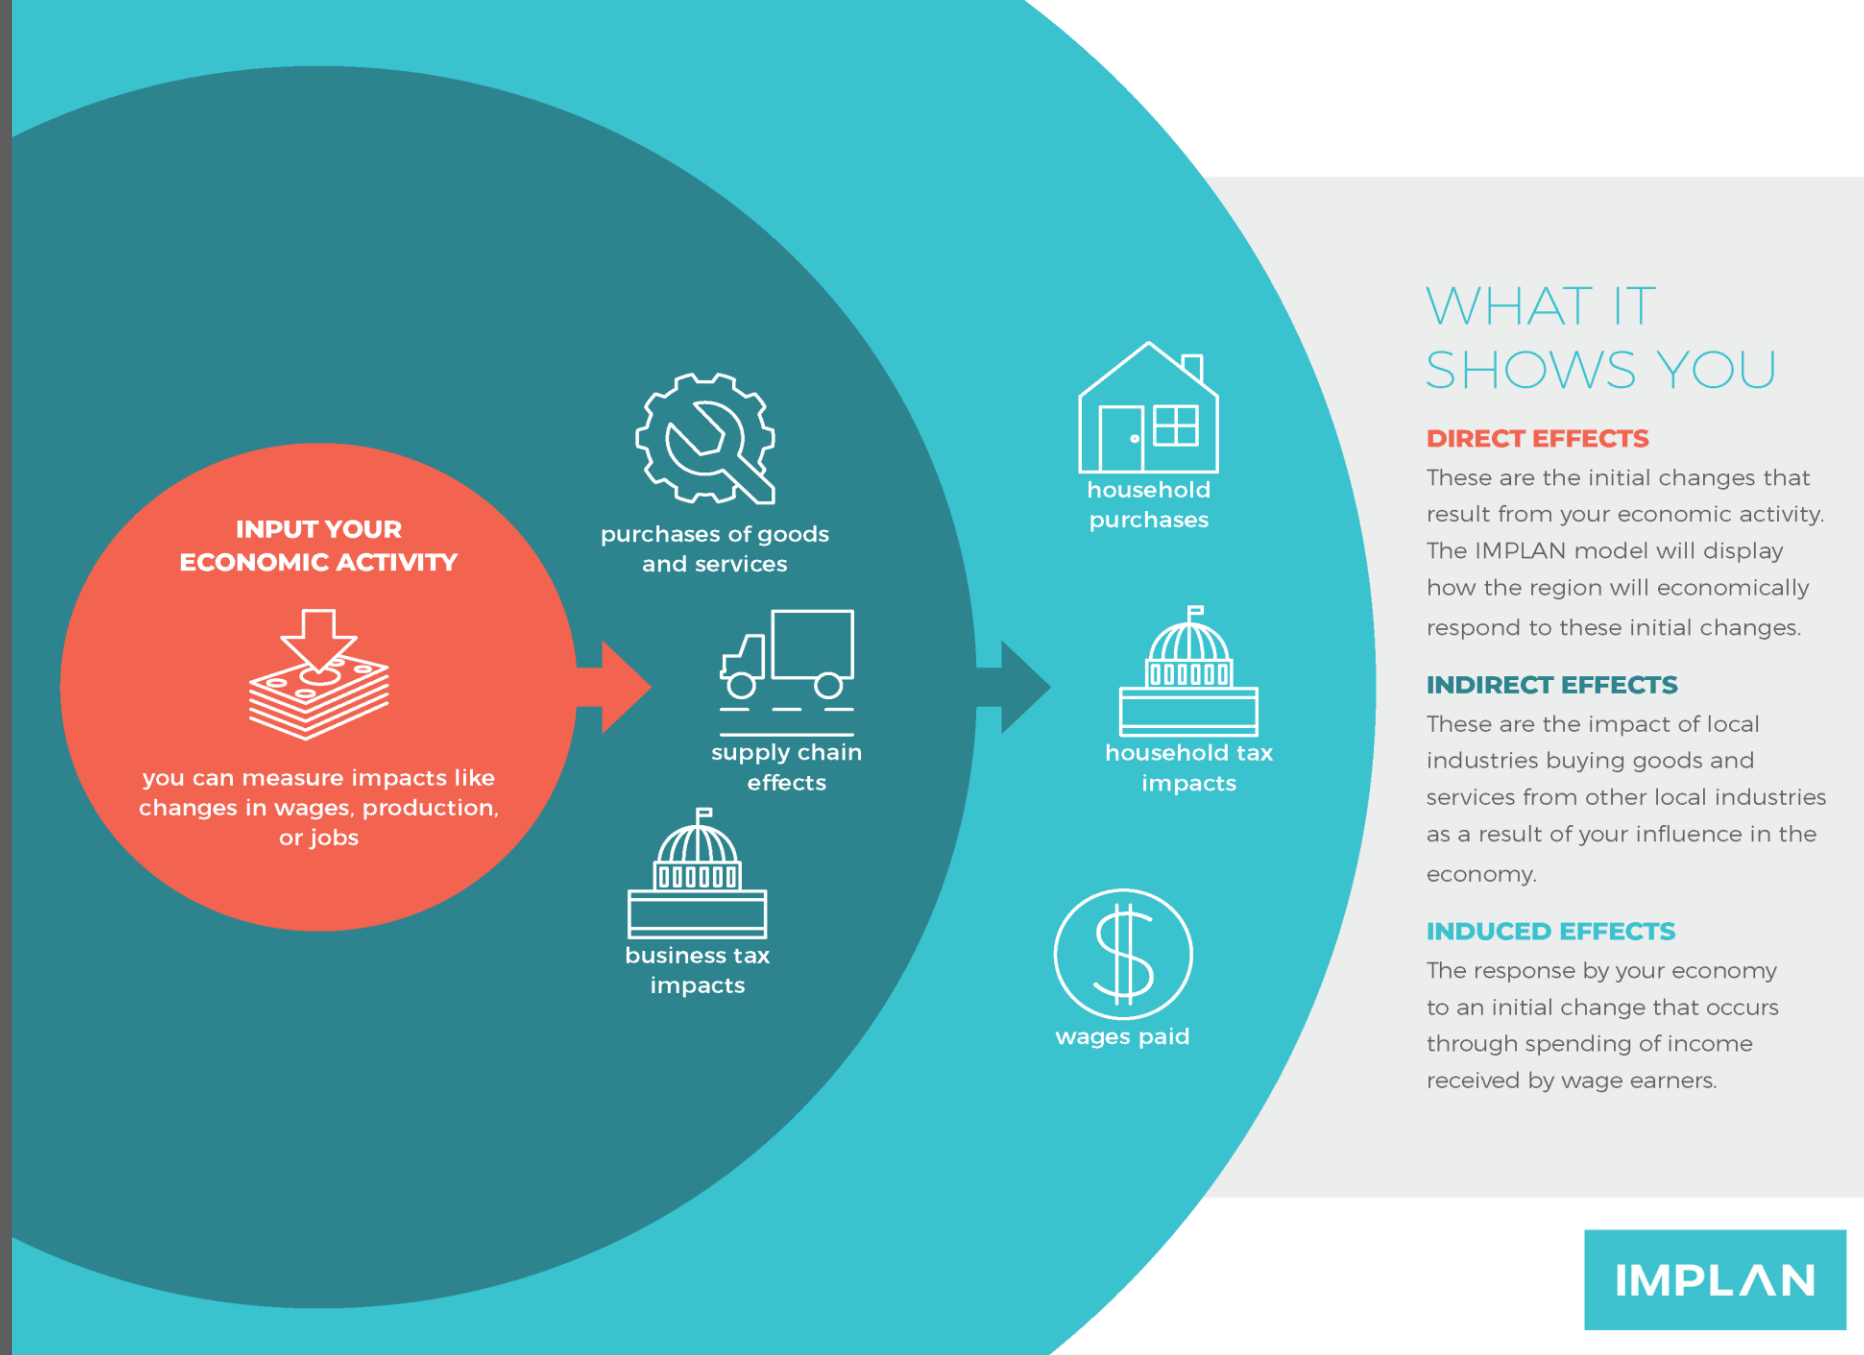 INPUT YOUR
ECONOMIC ACTIVITY
you can measure impacts like
changes in wages, production,
or jobs
purchases of goods
and services
supply chain
effects
business tax
impacts
household
purchases
household tax
impacts
wages paid
WHAT IT
SHOWS YOU
DIRECT EFFECTS
These are the initial changes that
result from your economic activity.
The IMPLAN model will display
how the region will economically
respond to these initial changes.
INDIRECT EFFECTS
These are the impact of local
industries buying goods and
services from other local industries
as a result of your influence in the
economy.
INDUCED EFFECTS
The response by your economy
to an initial change that occurs
through spending of income
received by wage earners.
IMPLAN